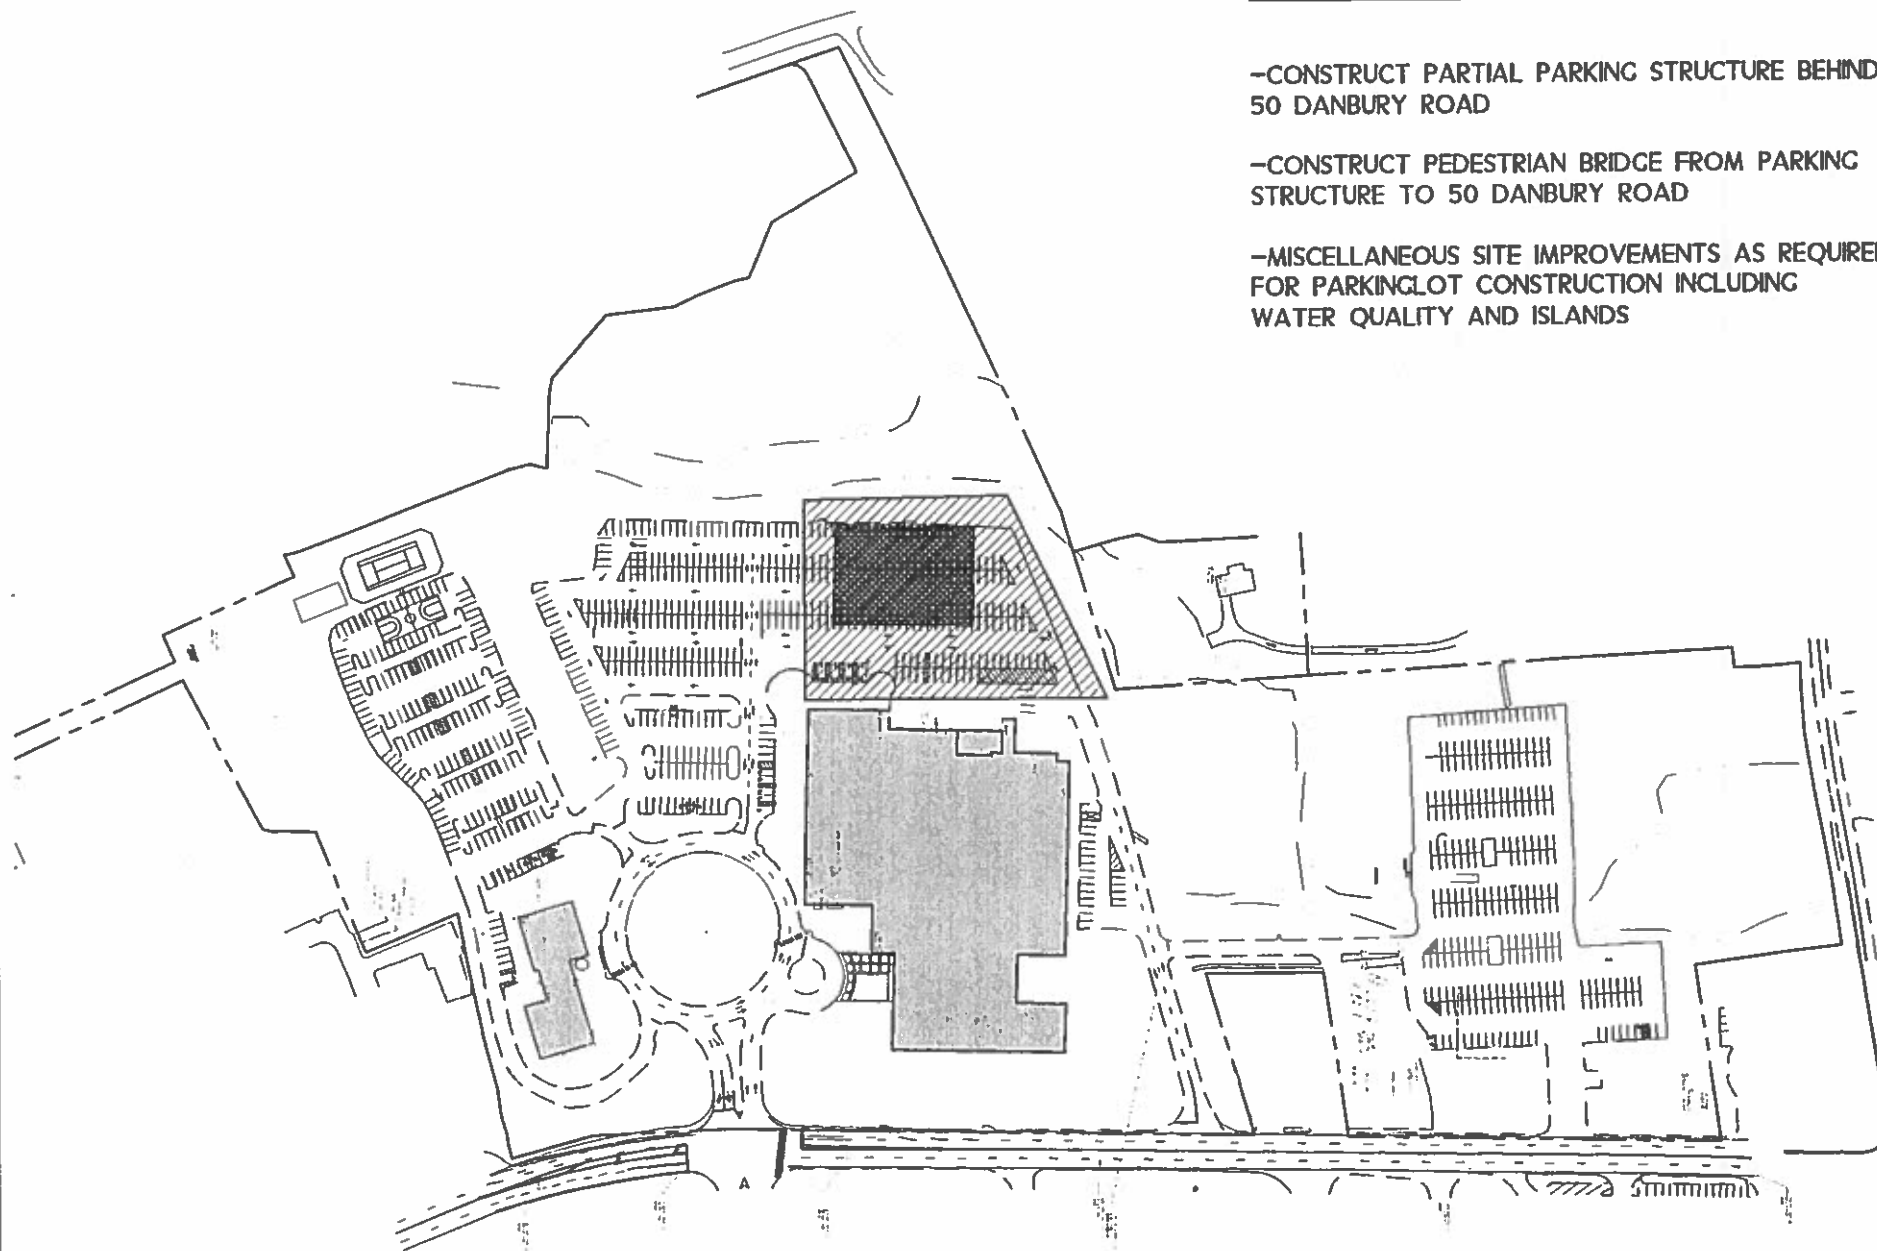 -CONSTRUCT PARTIAL PARKING STRUCTURE BEHIND
50 DANBURY ROAD
-CONSTRUCT PEDESTRIAN BRIDGE FROM PARKING
STRUCTURE TO 50 DANBURY ROAD
-MISCELLANEOUS SITE IMPROVEMENTS AS REQUIRE
FOR PARKINGLOT CONSTRUCTION INCLUDING
WATER QUALITY AND ISLANDS
A